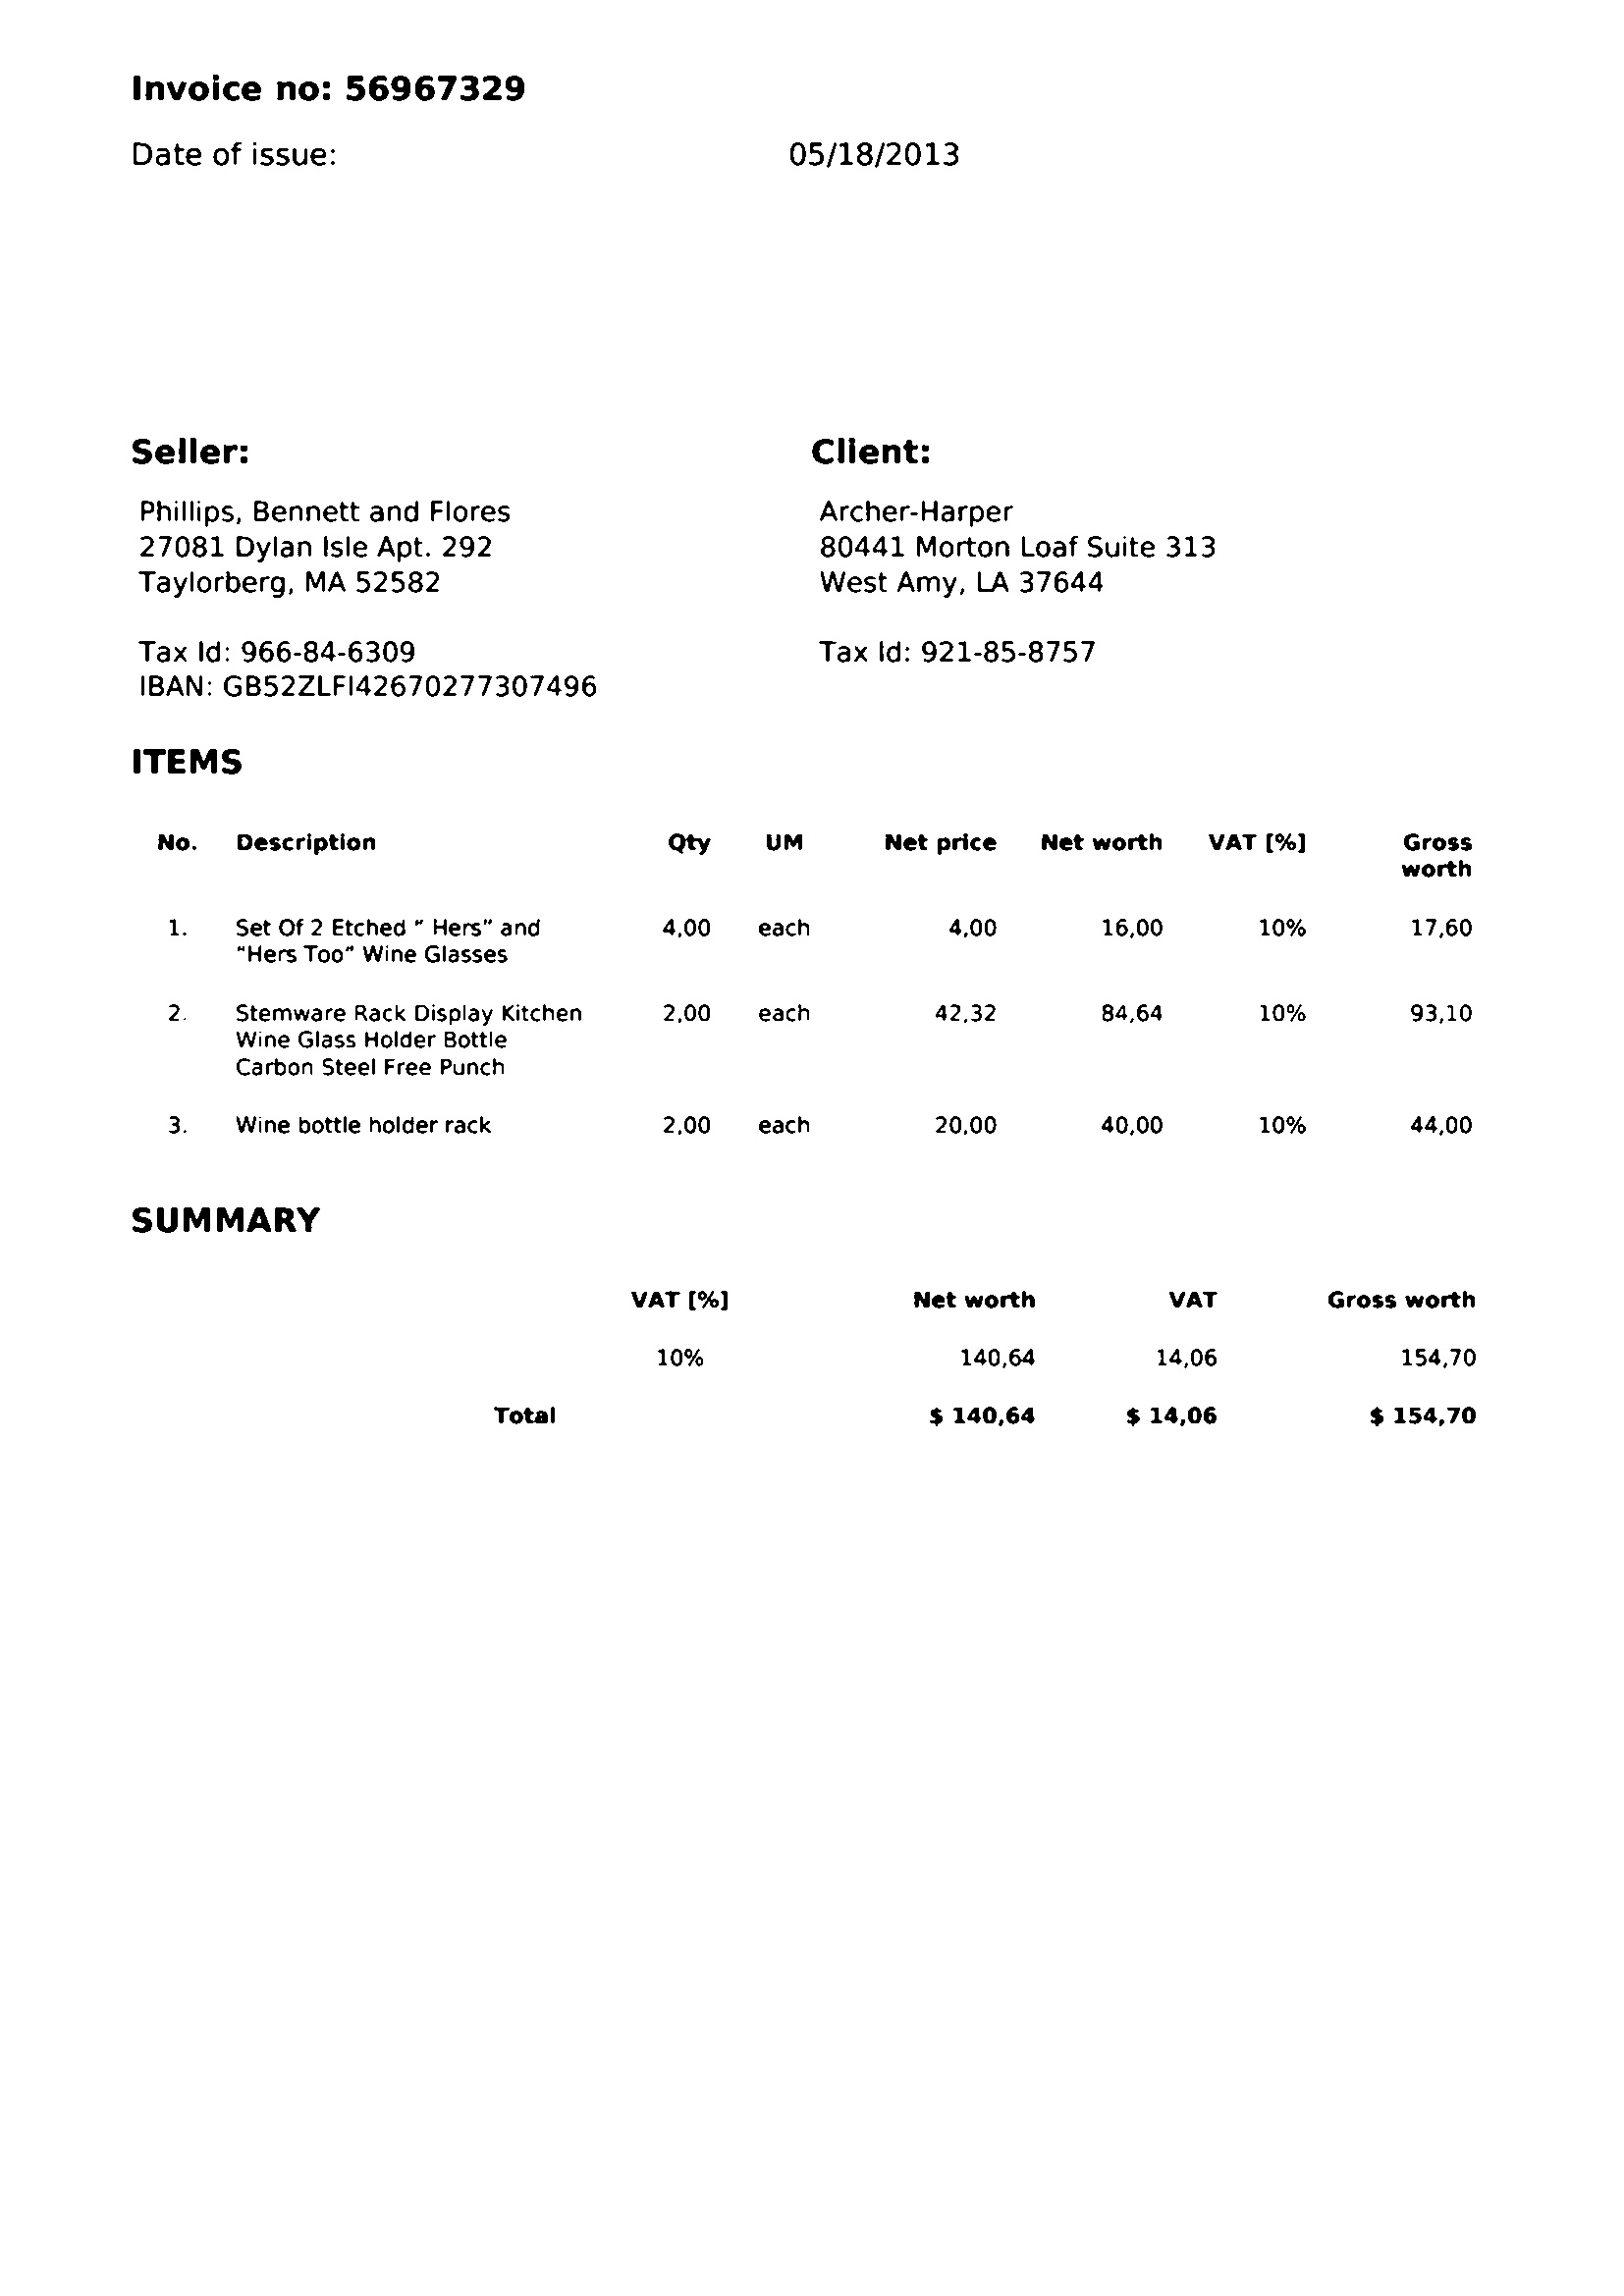 Invoice no: 56967329
Date of issue: 05/18/2013
Seller:
Phillips, Bennett and Flores
27081 Dylan Isle Apt. 292
Taylorberg, MA 52582
Tax Id: 966-84-6309
IBAN: GB52ZLFI42670277307496
Client:
Archer-Harper
80441 Morton Loaf Suite 313
West Amy, LA 37644
Tax Id: 921-85-8757
ITEMS
No. Description Qty UM Net price Net worth VAT [%] Gross
worth
1. Set Of 2 Etched " Hers" and 4,00 each 4,00 16,00 10% 17,60
"Hers Too" Wine Glasses
2. Stemware Rack Display Kitchen 2,00 each 42,32 84,64 10% 93,10
Wine Glass Holder Bottle
Carbon Steel Free Punch
3. Wine bottle holder rack 2,00 each 20,00 40,00 10% 44,00
SUMMARY
VAT [%] Net worth VAT Gross worth
10% 140,64 14,06 154,70
Total $ 140,64 $ 14,06 $ 154,70